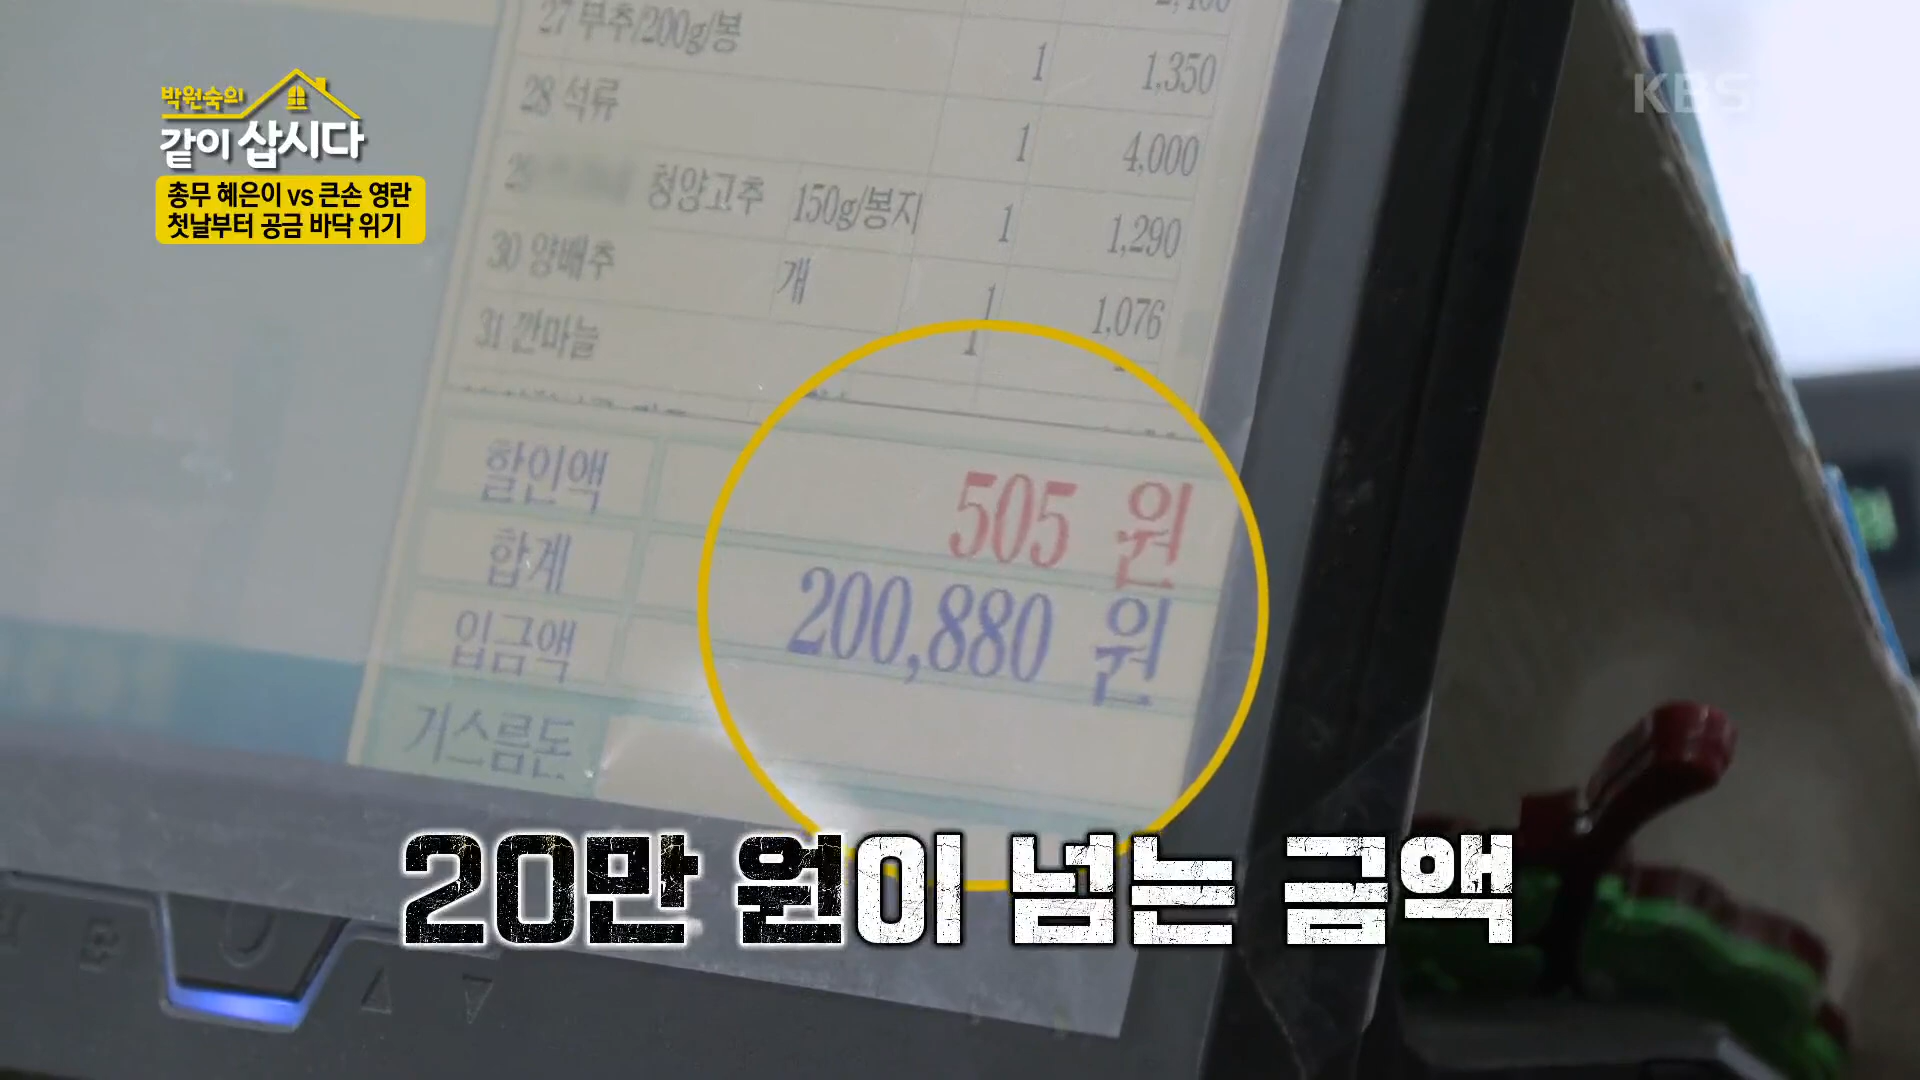 박원숙의
같이 삽시다
총무 혜은이 vs 큰손 영란
첫날부터 공금 바닥 위기
KBS
27 부추/200g/봉 1 1,350
28 석류 1 4,000
29 청양고추 150g/봉지 1 1,290
30 양배추 개 1 1,076
31 깐마늘 1
할인액 505 원
합계 200,880 원
입금액
거스름돈
20만 원이 넘는 금액